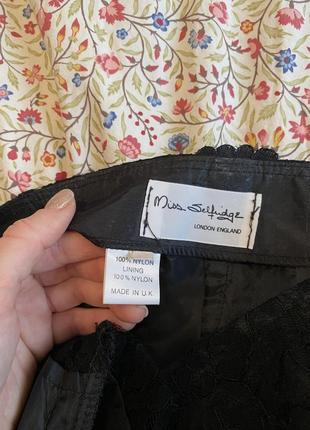 Miss Selfridge
LONDON ENGLAND
100% NYLON
LINING
100% NYLON
MADE IN U.K